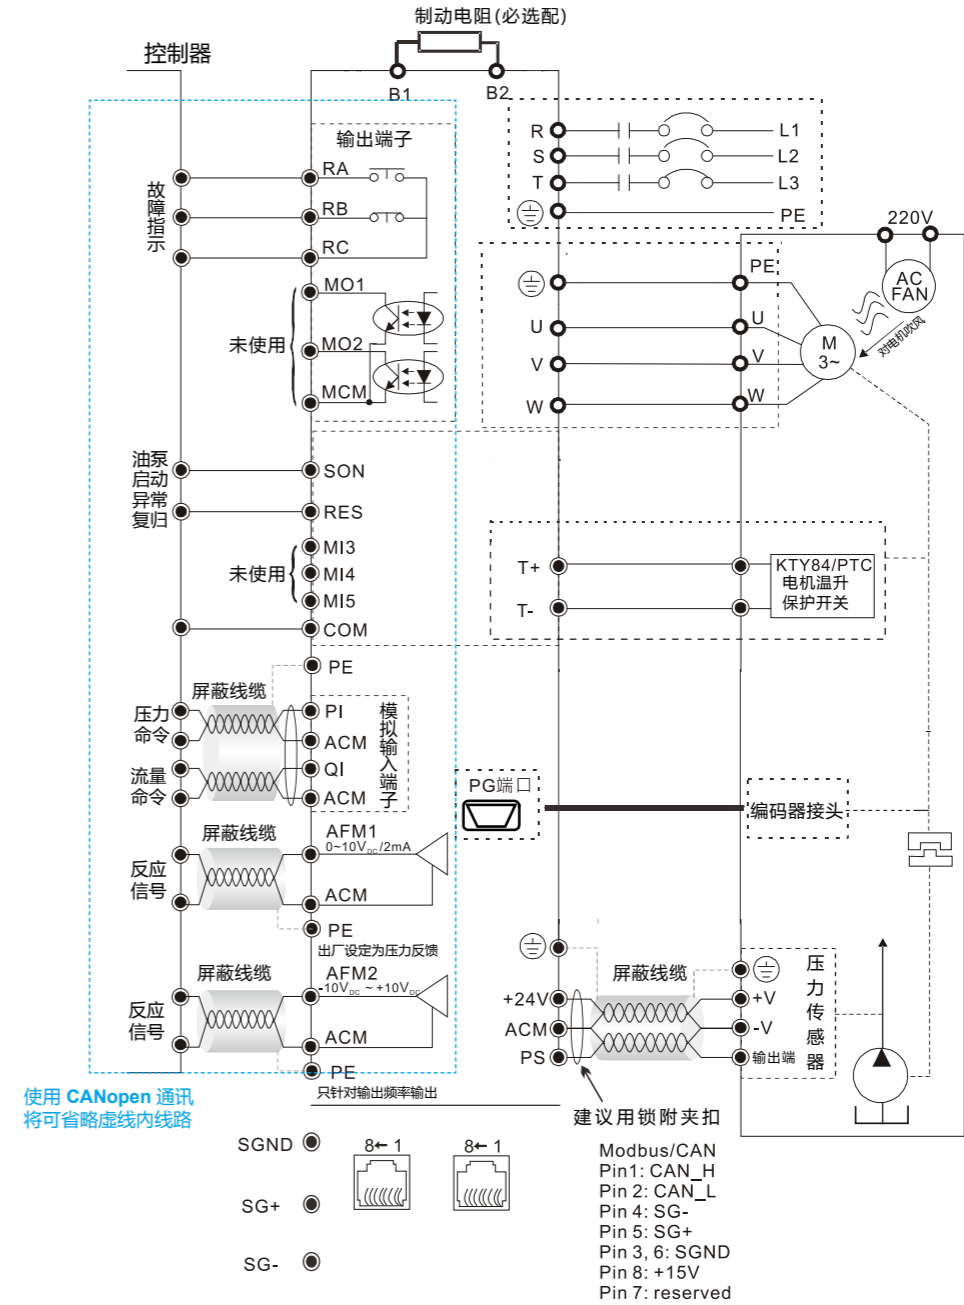 制动电阻(必选配)
控制器
B1
B2
输出端子
RA
RB
RC
故障指示
MO1
MO2
MCM
未使用
R
S
T
L1
L2
L3
PE
220V
AC
FAN
对电机吹风
PE
U
V
W
U
V
W
M
3~
油泵
启动
异常
复归
SON
RES
未使用
MI3
MI4
MI5
COM
PE
T+
T-
KTY84/PTC
电机温升
保护开关
屏蔽线缆
压力
命令
流量
命令
PI
ACM
QI
ACM
模拟输入端子
PG端口
编码器接头
屏蔽线缆
反应
信号
AFM1
0~10VDC/2mA
ACM
PE
出厂设定为压力反馈
屏蔽线缆
反应
信号
AFM2
-10VDC ~ +10VDC
ACM
PE
只针对输出频率输出
+24V
ACM
PS
屏蔽线缆
+V
-V
输出端
压力传感器
建议用锁附夹扣
使用 CANopen 通讯
将可省略虚线内线路
SGND
SG+
SG-
8← 1
8← 1
Modbus/CAN
Pin1: CAN_H
Pin 2: CAN_L
Pin 4: SG-
Pin 5: SG+
Pin 3, 6: SGND
Pin 8: +15V
Pin 7: reserved